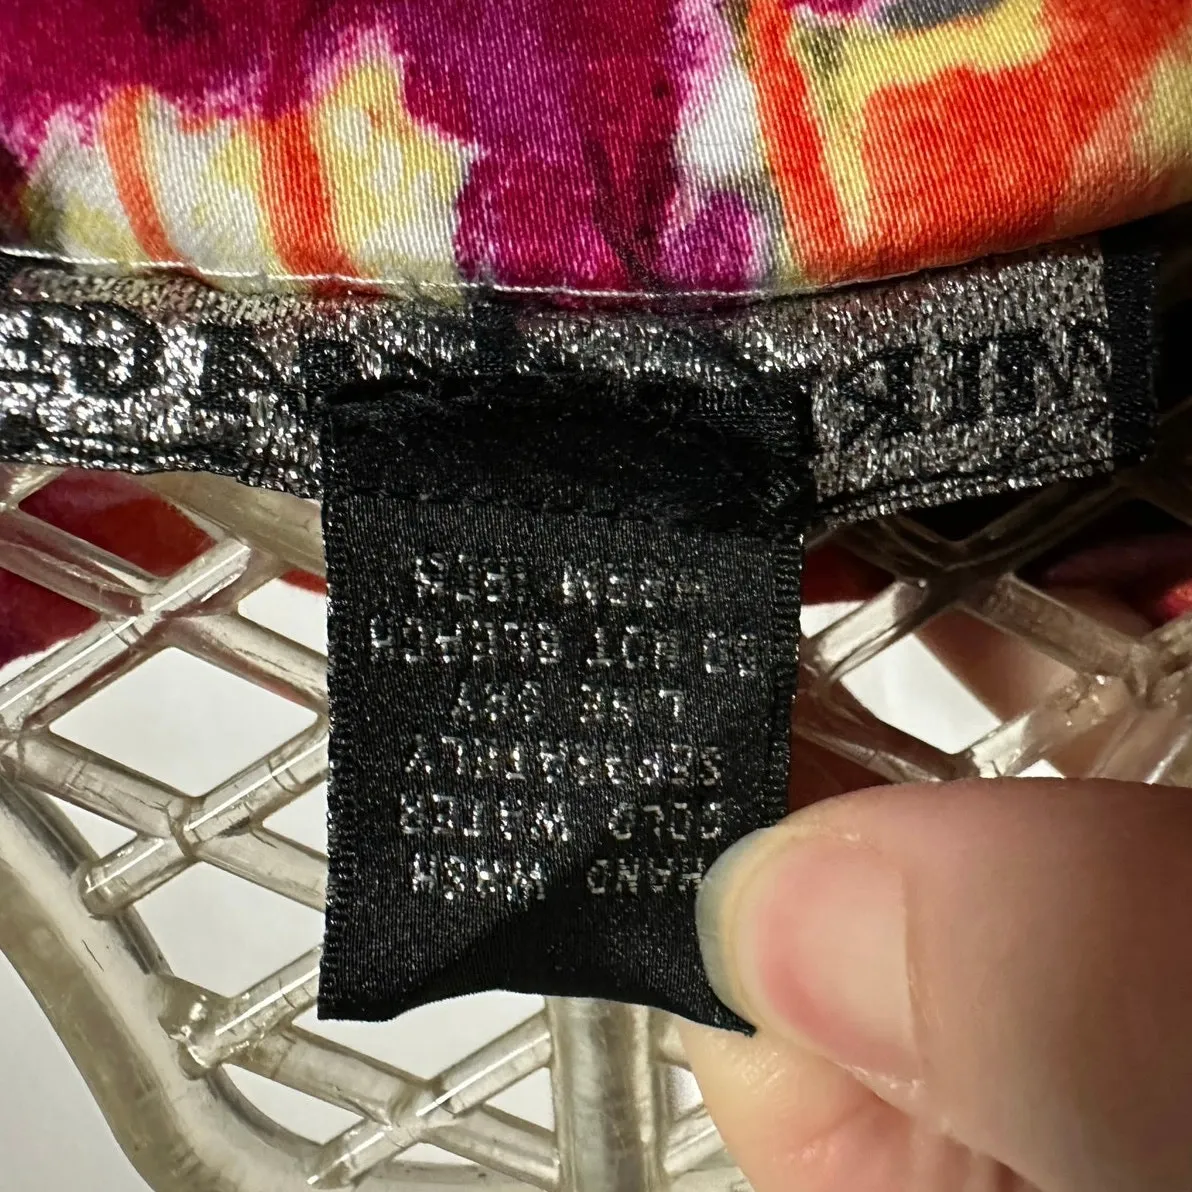 HAND WASH
COLD WATER
SEPARATELY
LINE DRY
DO NOT BLEACH
WARM IRON